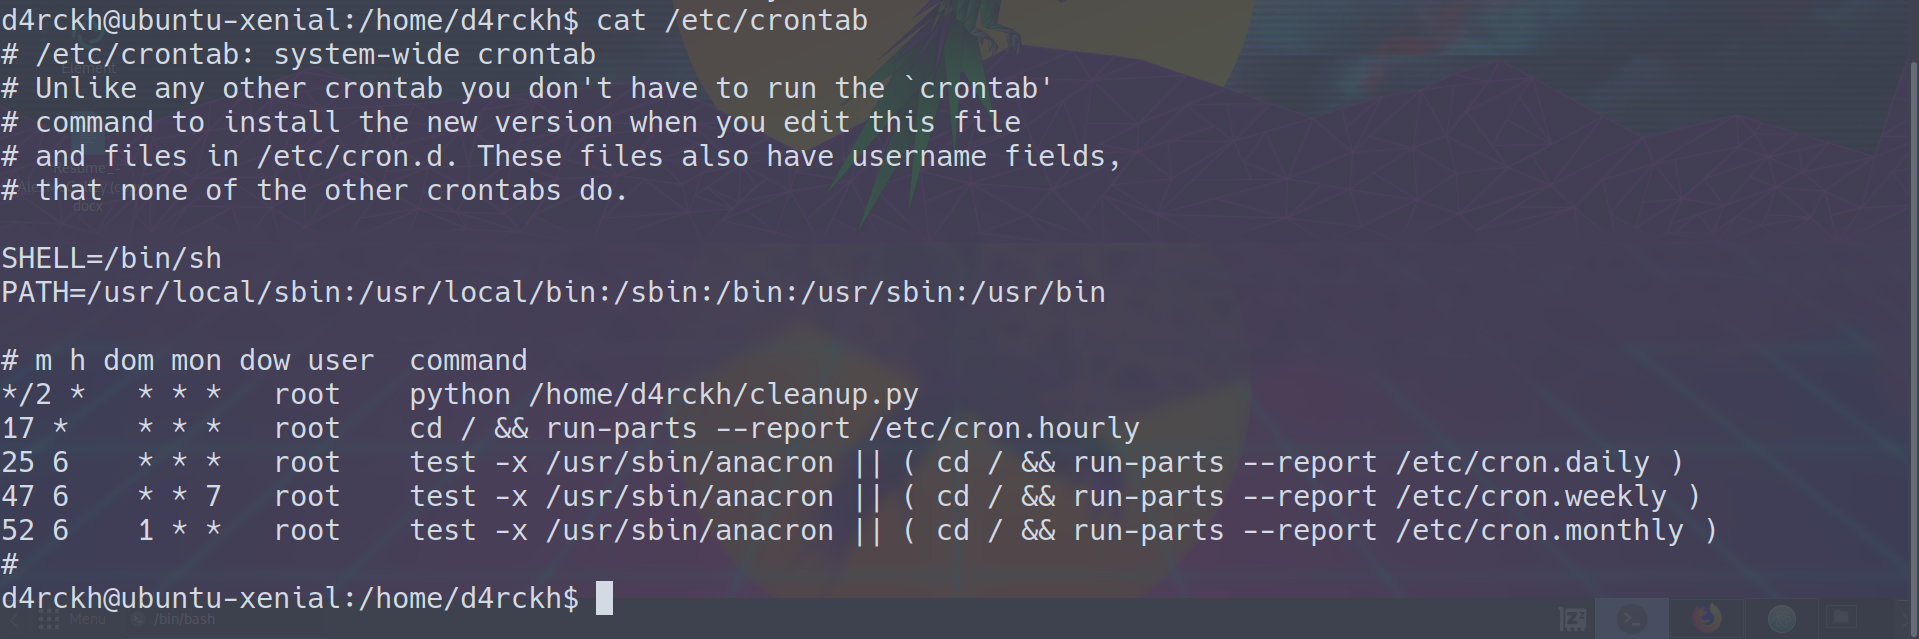 d4rckh@ubuntu-xenial:/home/d4rckh$ cat /etc/crontab
# /etc/crontab: system-wide crontab
# Unlike any other crontab you don't have to run the `crontab'
# command to install the new version when you edit this file
# and files in /etc/cron.d. These files also have username fields,
# that none of the other crontabs do.

SHELL=/bin/sh
PATH=/usr/local/sbin:/usr/local/bin:/sbin:/bin:/usr/sbin:/usr/bin

# m h dom mon dow user  command
*/2 *   * * *   root    python /home/d4rckh/cleanup.py
17 *    * * *   root    cd / && run-parts --report /etc/cron.hourly
25 6    * * *   root    test -x /usr/sbin/anacron || ( cd / && run-parts --report /etc/cron.daily )
47 6    * * 7   root    test -x /usr/sbin/anacron || ( cd / && run-parts --report /etc/cron.weekly )
52 6    1 * *   root    test -x /usr/sbin/anacron || ( cd / && run-parts --report /etc/cron.monthly )
#
d4rckh@ubuntu-xenial:/home/d4rckh$
Element
docx
Menu /bin/bash